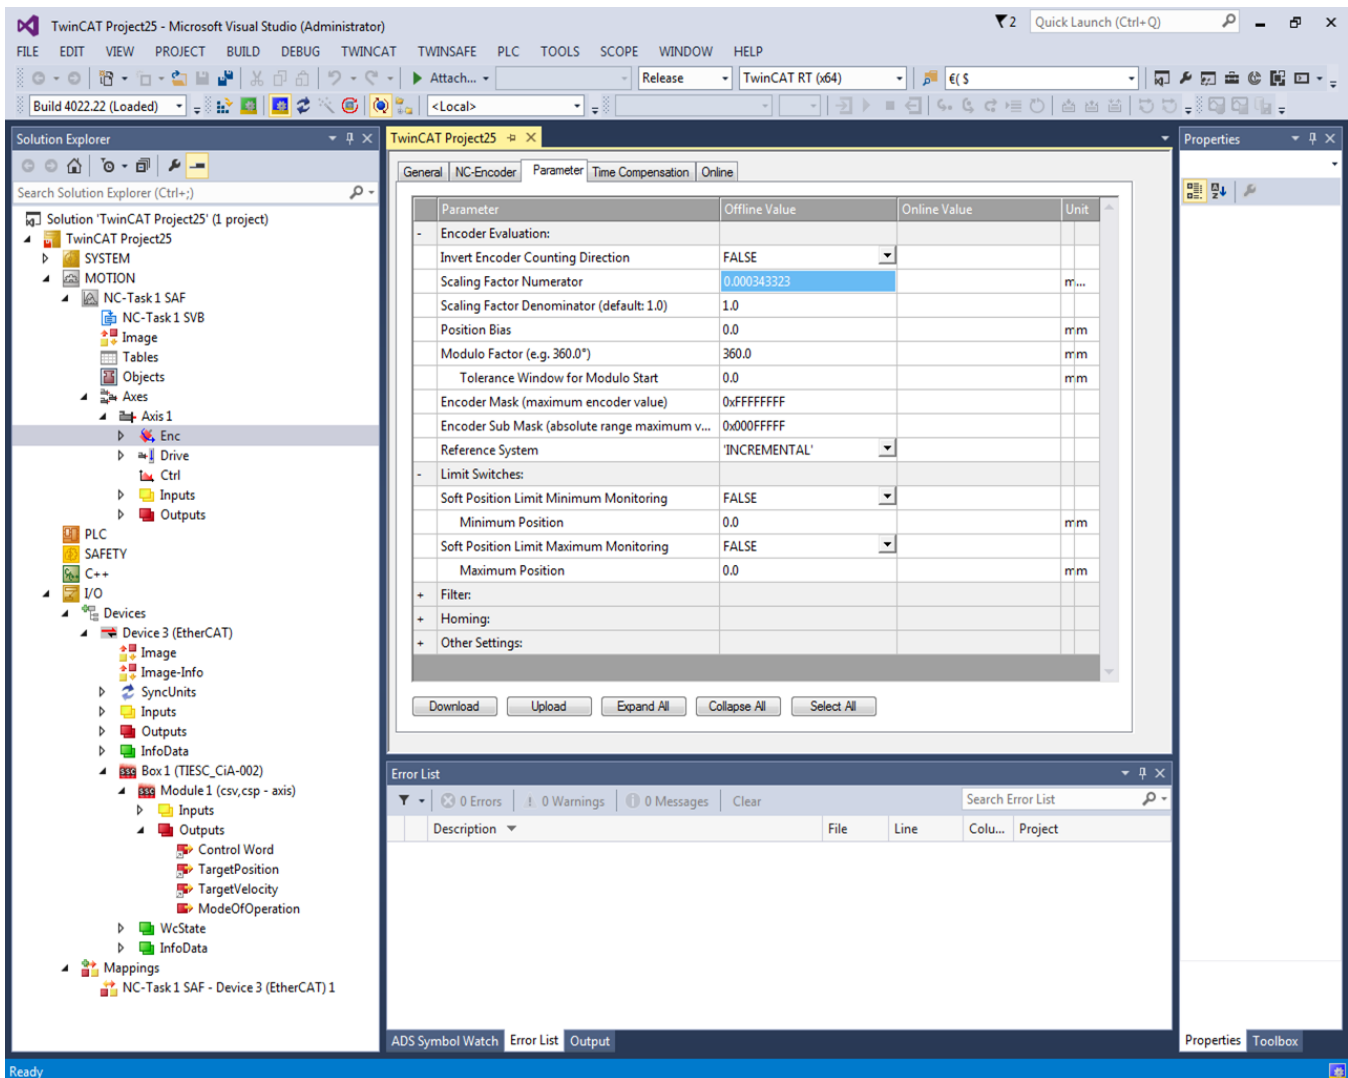 TwinCAT Project25 - Microsoft Visual Studio (Administrator)
2
Quick Launch (Ctrl+Q)
FILE EDIT VIEW PROJECT BUILD DEBUG TWINCAT TWINSAFE PLC TOOLS SCOPE WINDOW HELP
Attach... Release TwinCAT RT (x64) €($
Build 4022.22 (Loaded) <Local>
Solution Explorer
Search Solution Explorer (Ctrl+;)
Solution 'TwinCAT Project25' (1 project)
TwinCAT Project25
SYSTEM
MOTION
NC-Task 1 SAF
NC-Task 1 SVB
Image
Tables
Objects
Axes
Axis 1
Enc
Drive
Ctrl
Inputs
Outputs
PLC
SAFETY
C++
I/O
Devices
Device 3 (EtherCAT)
Image
Image-Info
SyncUnits
Inputs
Outputs
InfoData
Box 1 (TIESC_CiA-002)
Module 1 (csv,csp - axis)
Inputs
Outputs
Control Word
TargetPosition
TargetVelocity
ModeOfOperation
WcState
InfoData
Mappings
NC-Task 1 SAF - Device 3 (EtherCAT) 1
TwinCAT Project25
General NC-Encoder Parameter Time Compensation Online
Parameter Offline Value Online Value Unit
- Encoder Evaluation:
Invert Encoder Counting Direction FALSE
Scaling Factor Numerator 0.000343323 m...
Scaling Factor Denominator (default: 1.0) 1.0
Position Bias 0.0 mm
Modulo Factor (e.g. 360.0°) 360.0 mm
Tolerance Window for Modulo Start 0.0 mm
Encoder Mask (maximum encoder value) 0xFFFFFFFF
Encoder Sub Mask (absolute range maximum v... 0x000FFFFF
Reference System 'INCREMENTAL'
- Limit Switches:
Soft Position Limit Minimum Monitoring FALSE
Minimum Position 0.0 mm
Soft Position Limit Maximum Monitoring FALSE
Maximum Position 0.0 mm
+ Filter:
+ Homing:
+ Other Settings:
Download Upload Expand All Collapse All Select All
Error List
0 Errors 0 Warnings 0 Messages Clear Search Error List
Description File Line Colu... Project
ADS Symbol Watch Error List Output
Properties
Properties Toolbox
Ready